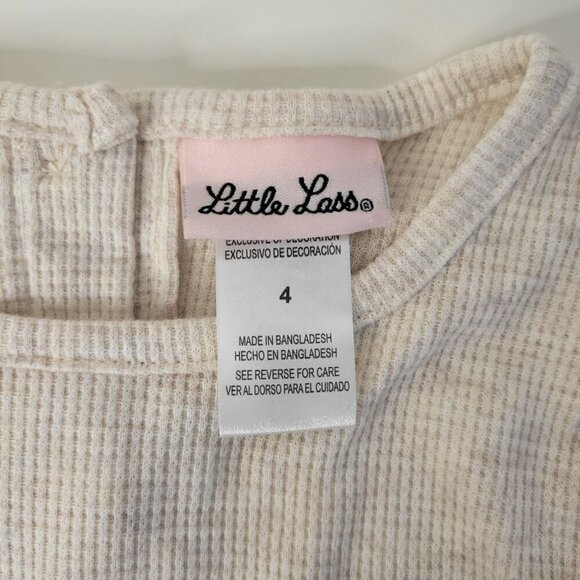 Little Lass®
EXCLUSIVE OF DECORATION
EXCLUSIVO DE DECORACIÓN
4
MADE IN BANGLADESH
HECHO EN BANGLADESH
SEE REVERSE FOR CARE
VER AL DORSO PARA EL CUIDADO